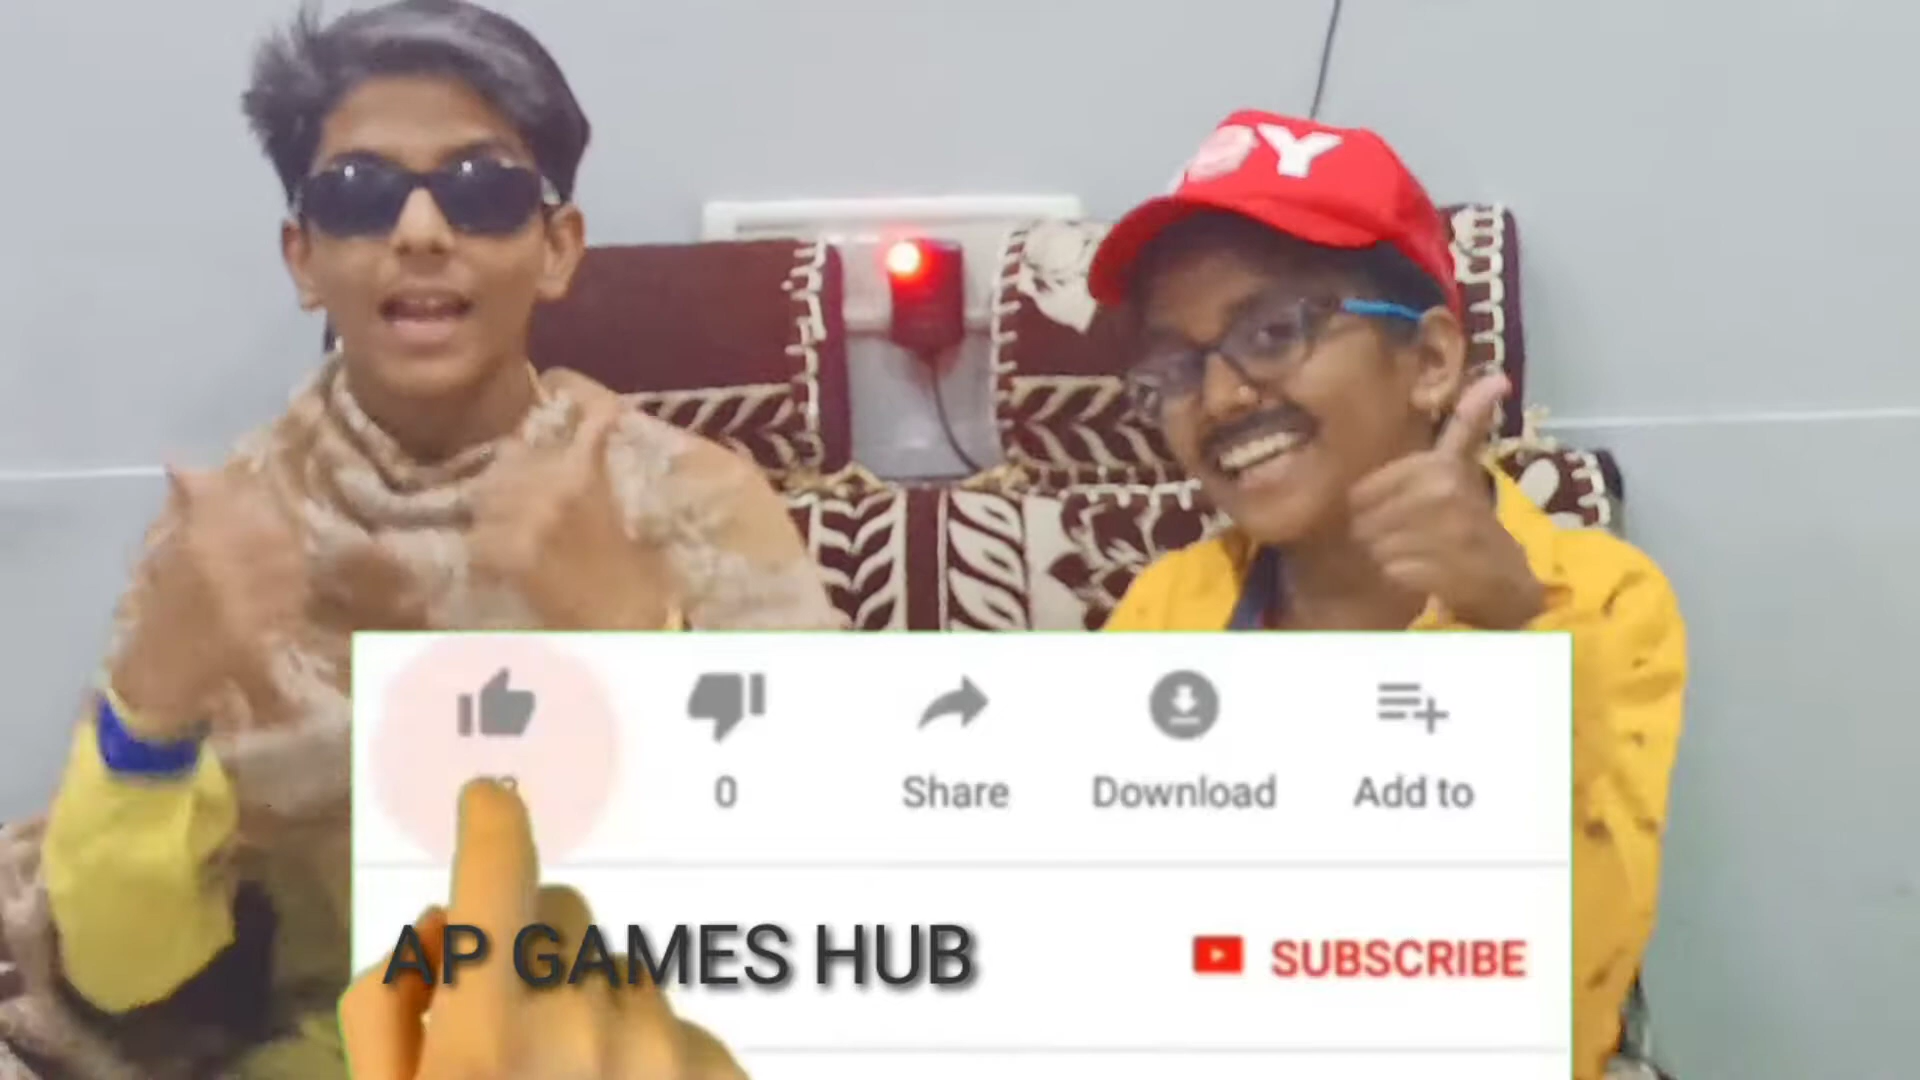 Y
0
Share
Download
Add to
AP GAMES HUB
SUBSCRIBE